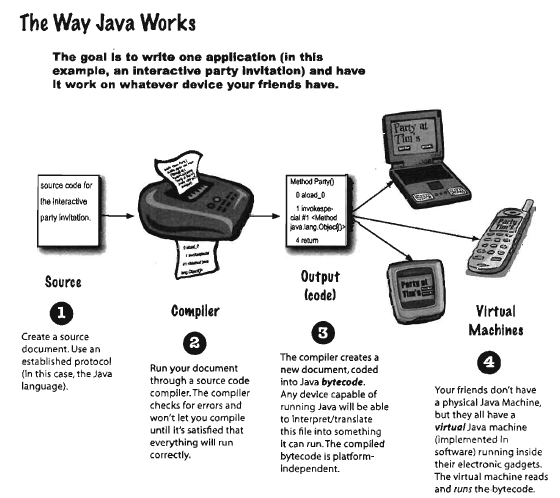 The Way Java Works
The goal is to write one application (in this
example, an interactive party invitation) and have
it work on whatever device your friends have.
source code for
the interactive
party invitation.
Method Party()
0 aload_0
1 invokespe-
cial #1 <Method
java.lang.Object()>
4 return
Party at
Tim's
Party at
Tim's
Party at
Tim's
0 aload_0
Source
Compiler
Output
(code)
Virtual
Machines
1
Create a source
document. Use an
established protocol
(in this case, the Java
language).
2
Run your document
through a source code
compiler. The compiler
checks for errors and
won't let you compile
until it's satisfied that
everything will run
correctly.
3
The compiler creates a
new document, coded
into Java bytecode.
Any device capable of
running Java will be able
to interpret/translate
this file into something
it can run. The compiled
bytecode is platform-
independent.
4
Your friends don't have
a physical Java Machine,
but they all have a
virtual Java machine
(implemented in
software) running inside
their electronic gadgets.
The virtual machine reads
and runs the bytecode.